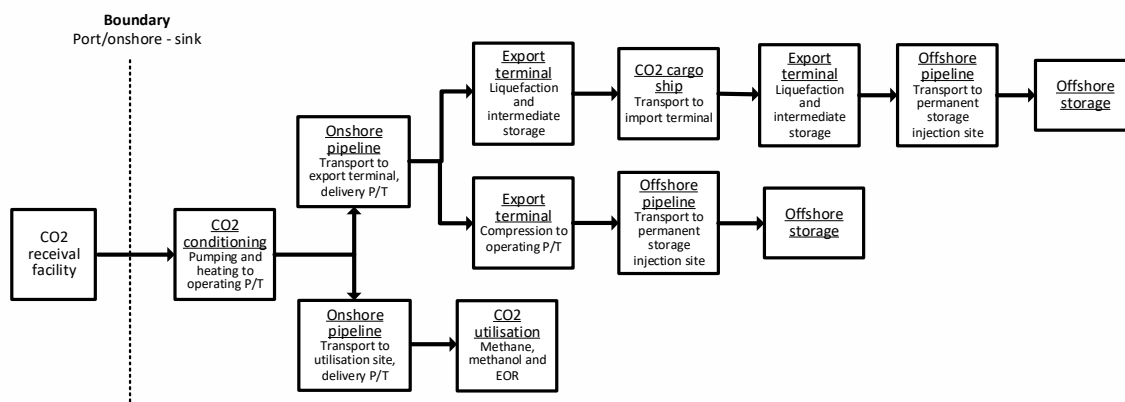 Boundary
Port/onshore - sink
CO2
receival
facility
CO2
conditioning
Pumping and
heating to
operating P/T
Onshore
pipeline
Transport to
export terminal,
delivery P/T
Export
terminal
Liquefaction
and
intermediate
storage
CO2 cargo
ship
Transport to
import terminal
Export
terminal
Liquefaction
and
intermediate
storage
Offshore
pipeline
Transport to
permanent
storage
injection site
Offshore
storage
Export
terminal
Compression to
operating P/T
Offshore
pipeline
Transport to
permanent
storage
injection site
Offshore
storage
Onshore
pipeline
Transport to
utilisation site,
delivery P/T
CO2
utilisation
Methane,
methanol and
EOR